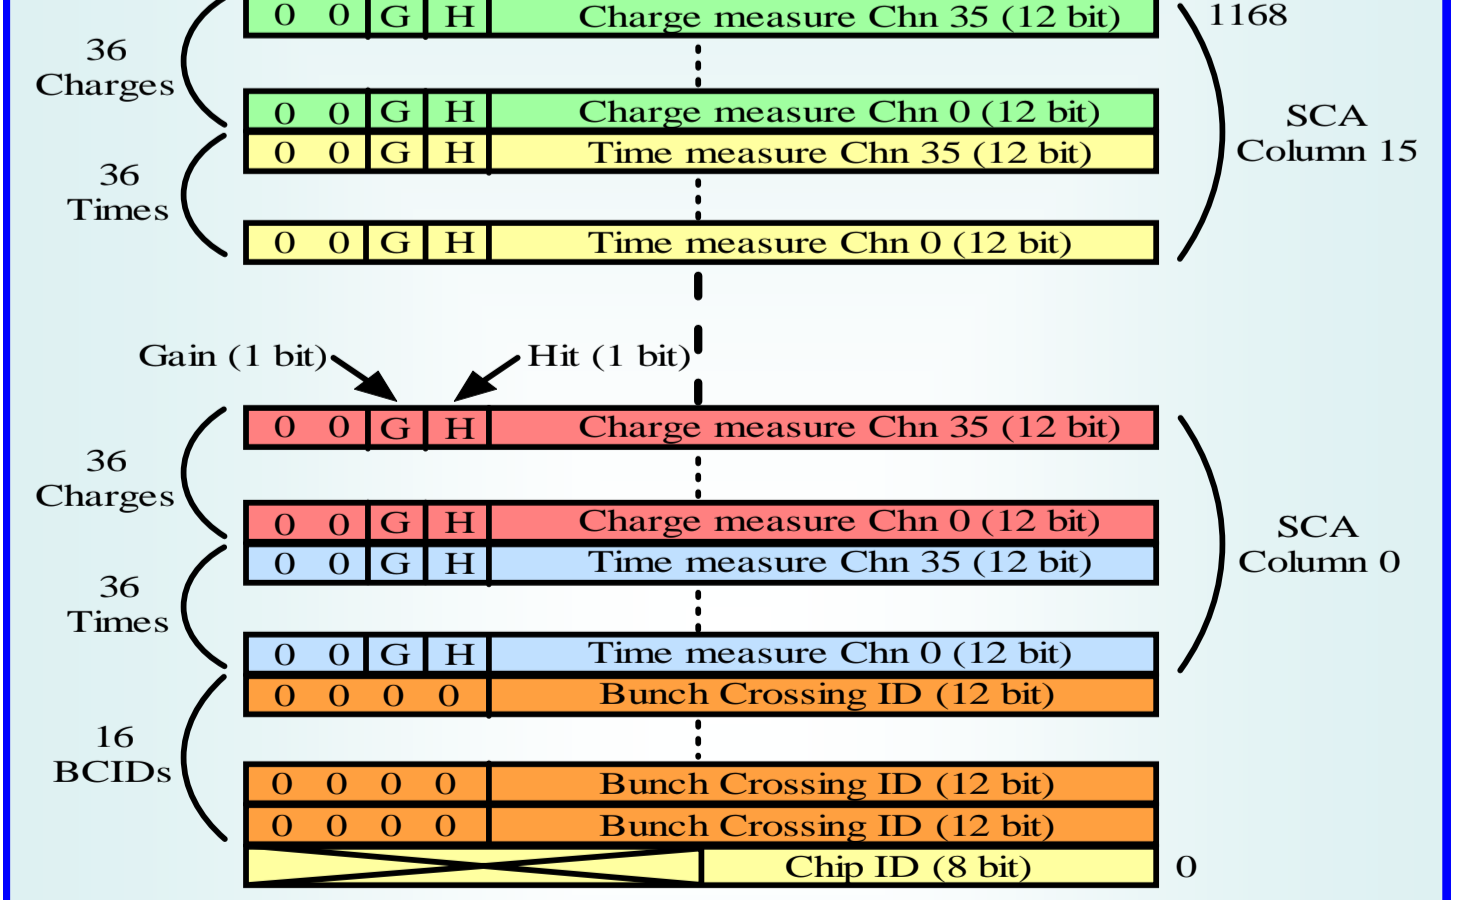 0 0 G H Charge measure Chn 35 (12 bit) 1168
36
Charges
0 0 G H Charge measure Chn 0 (12 bit)
SCA
Column 15
0 0 G H Time measure Chn 35 (12 bit)
36
Times
0 0 G H Time measure Chn 0 (12 bit)
Gain (1 bit) Hit (1 bit)
0 0 G H Charge measure Chn 35 (12 bit)
36
Charges
0 0 G H Charge measure Chn 0 (12 bit)
SCA
Column 0
0 0 G H Time measure Chn 35 (12 bit)
36
Times
0 0 G H Time measure Chn 0 (12 bit)
0 0 0 0 Bunch Crossing ID (12 bit)
16
BCIDs
0 0 0 0 Bunch Crossing ID (12 bit)
0 0 0 0 Bunch Crossing ID (12 bit)
Chip ID (8 bit) 0